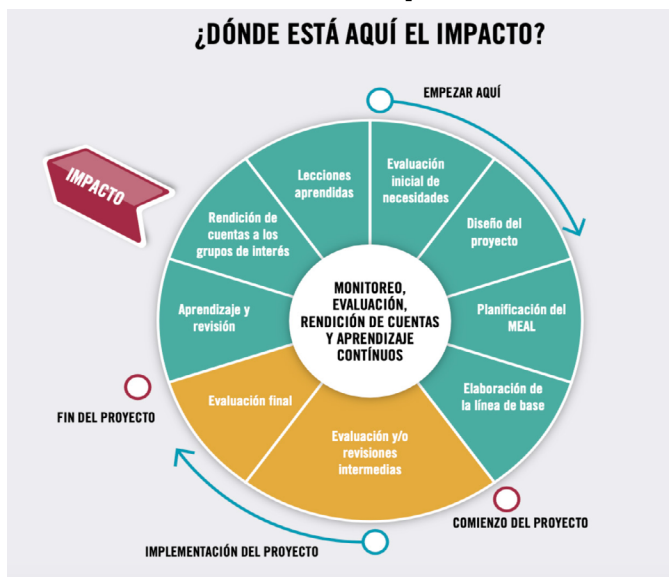 ¿DÓNDE ESTÁ AQUÍ EL IMPACTO?
EMPEZAR AQUÍ
IMPACTO
Lecciones
aprendidas
Evaluación
inicial de
necesidades
Rendición de
cuentas a los
grupos de interés
Diseño del
proyecto
MONITOREO,
EVALUACIÓN,
RENDICIÓN DE CUENTAS
Y APRENDIZAJE
CONTÍNUOS
Aprendizaje y
revisión
Planificación del
MEAL
Evaluación final
Elaboración de
la línea de base
FIN DEL PROYECTO
Evaluación y/o
revisiones
intermedias
COMIENZO DEL PROYECTO
IMPLEMENTACIÓN DEL PROYECTO